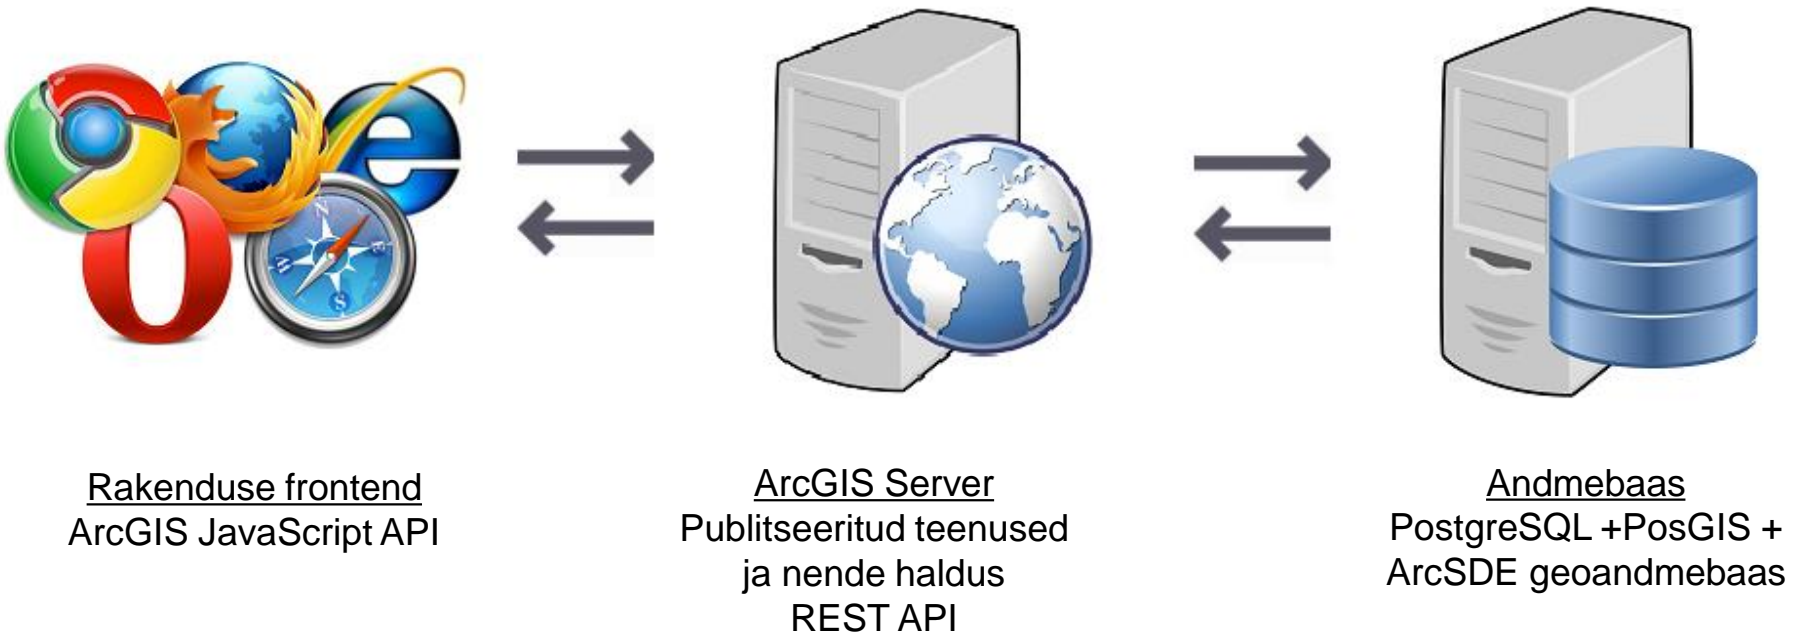 Rakenduse frontend
ArcGIS JavaScript API
ArcGIS Server
Publitseeritud teenused
ja nende haldus
REST API
Andmebaas
PostgreSQL +PosGIS +
ArcSDE geoandmebaas